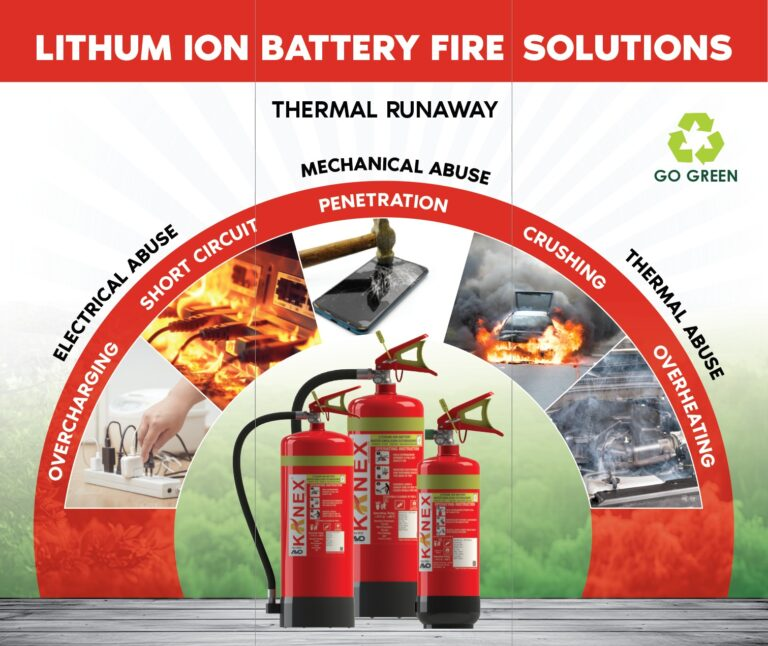 LITHUM ION BATTERY FIRE SOLUTIONS
THERMAL RUNAWAY
GO GREEN
MECHANICAL ABUSE
PENETRATION
ELECTRICAL ABUSE
SHORT CIRCUIT
OVERCHARGING
CRUSHING
THERMAL ABUSE
OVERHEATING
KANEX
KANEX
KANEX